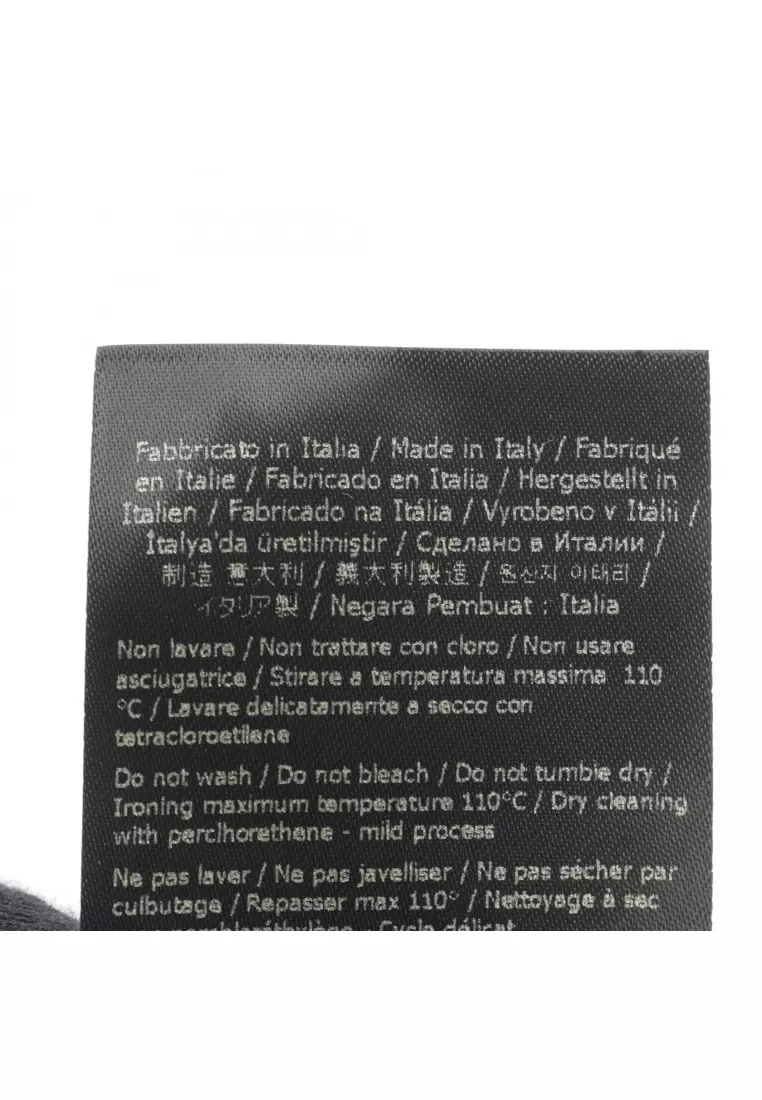 Fabbricato in Italia / Made in Italy / Fabriqué
en Italie / Fabricado en Italia / Hergestellt in
Italien / Fabricado na Itália / Vyrobeno v Itálii /
İtalya'da üretilmiştir / Сделано в Италии /
制造 意大利 / 義大利製造 / 원산지 이태리 /
イタリア製 / Negara Pembuat : Italia
Non lavare / Non trattare con cloro / Non usare
asciugatrice / Stirare a temperatura massima 110
°C / Lavare delicatamente a secco con
tetracloroetilene
Do not wash / Do not bleach / Do not tumble dry /
Ironing maximum temperature 110°C / Dry cleaning
with perclhorethene - mild process
Ne pas laver / Ne pas javelliser / Ne pas sécher par
culbutage / Repasser max 110° / Nettoyage à sec
perchloréthylène - Cycle délicat